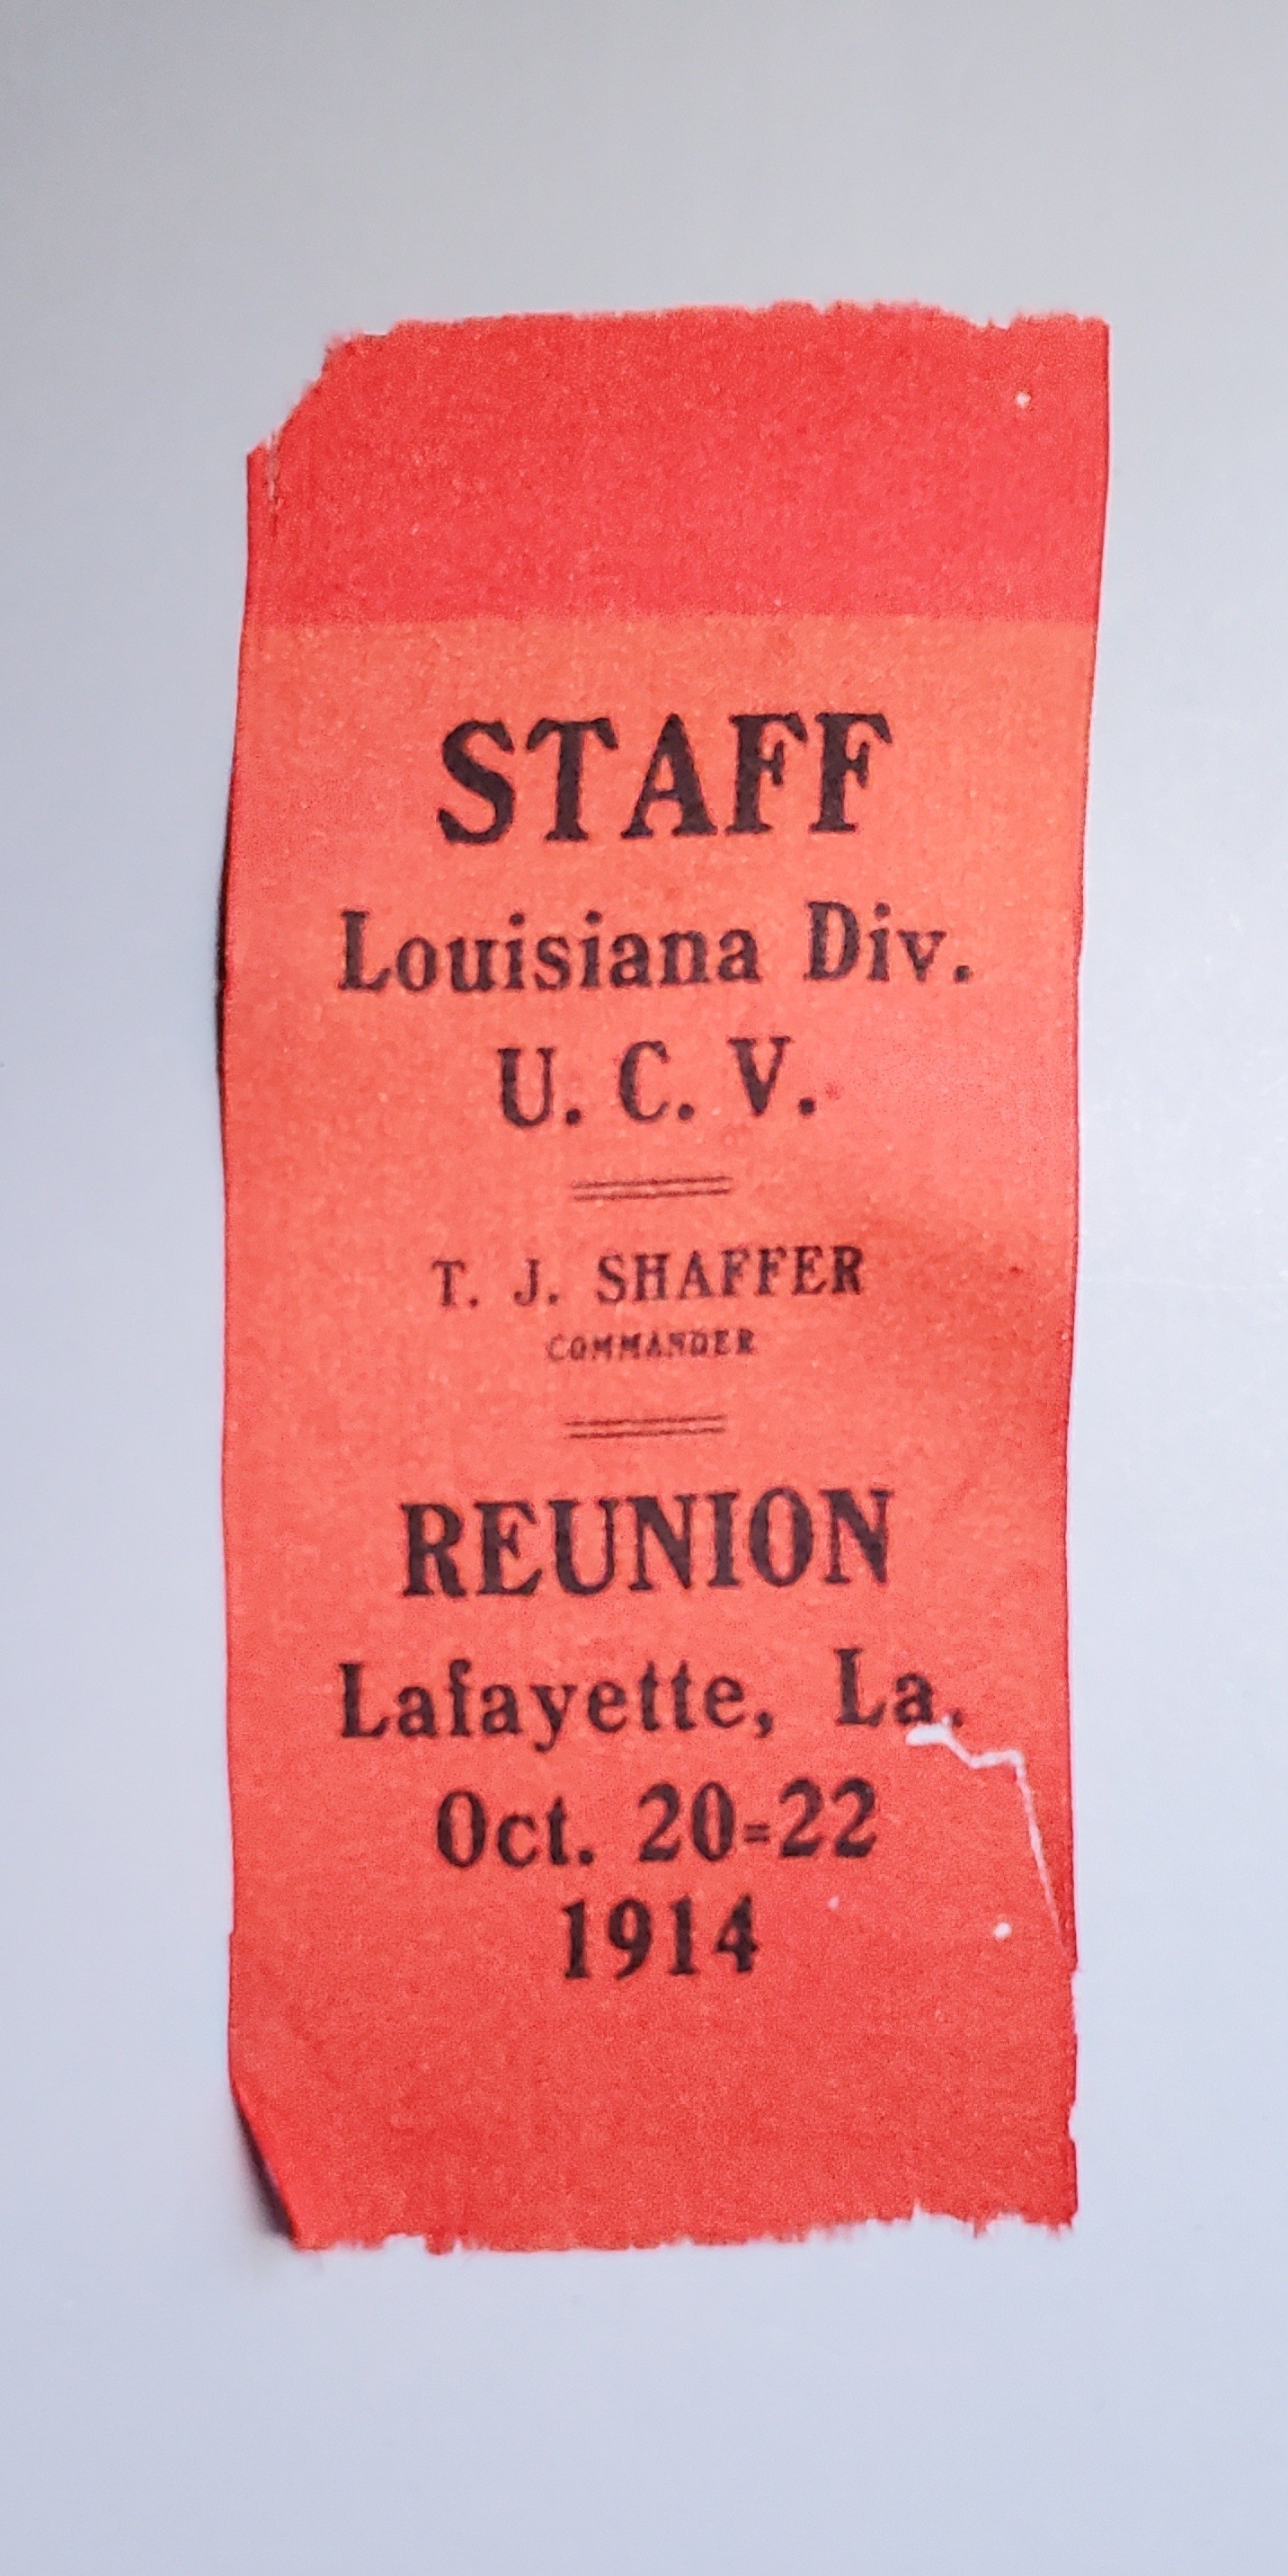 STAFF
Louisiana Div.
U. C. V.
T. J. SHAFFER
COMMANDER
REUNION
Lafayette, La.
Oct. 20=22
1914